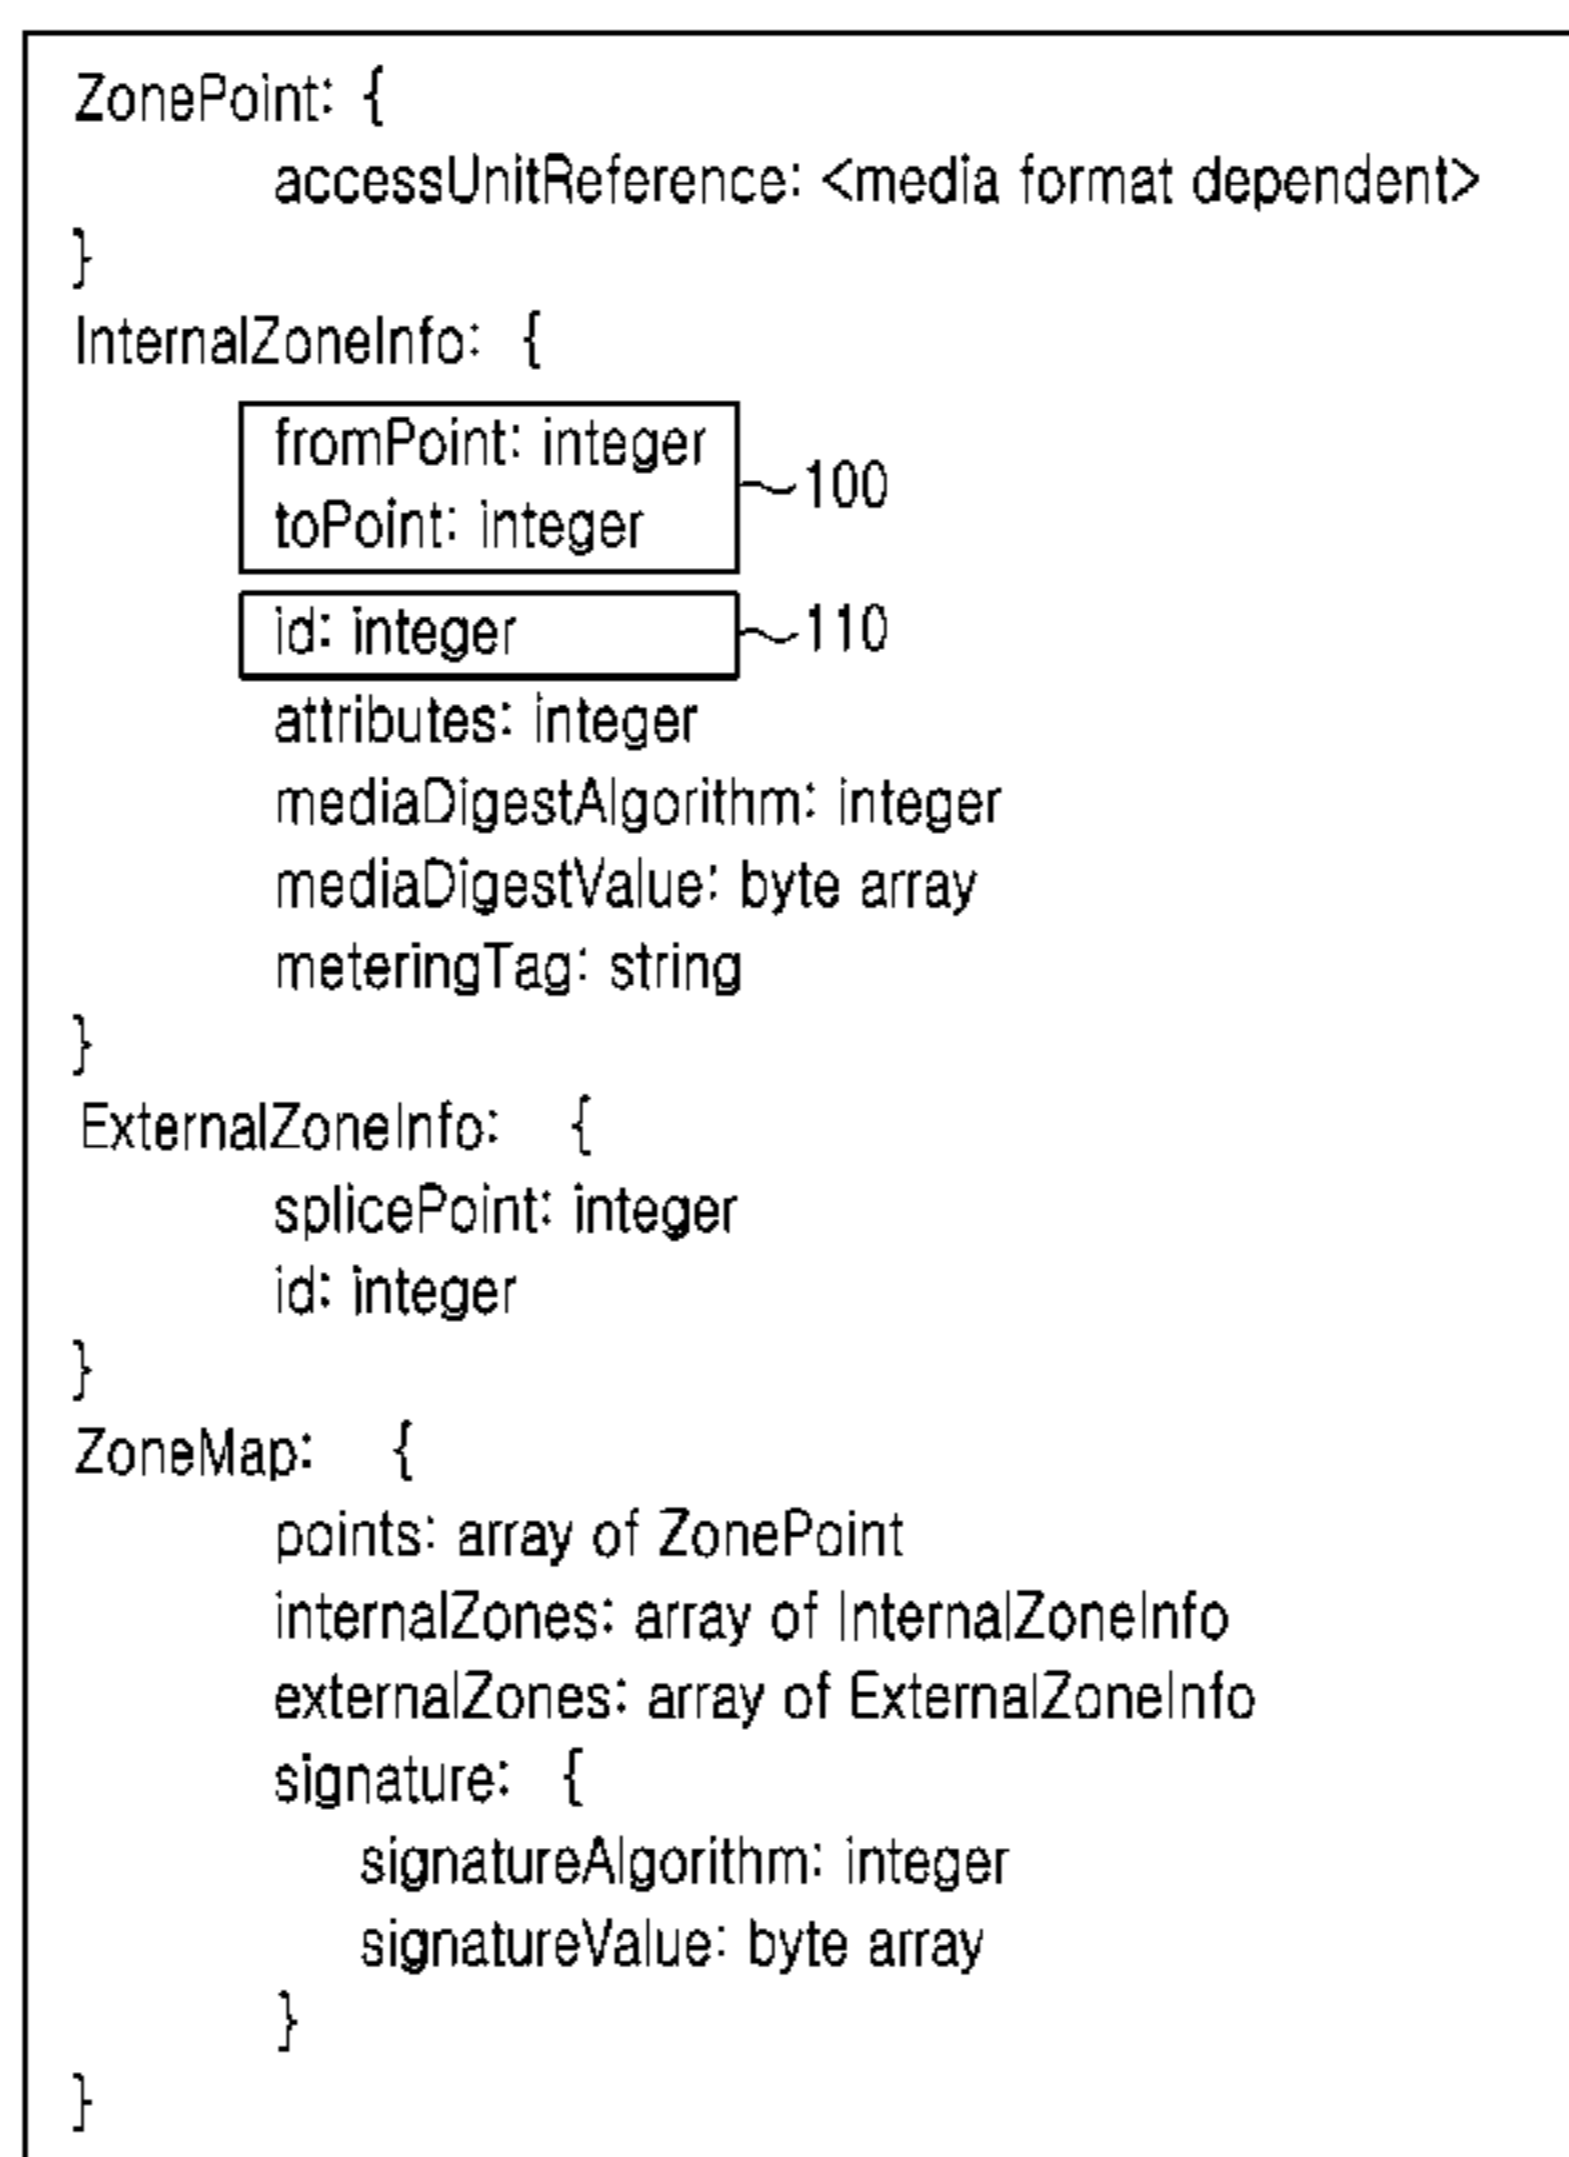 ZonePoint: {
accessUnitReference: <media format dependent>
}
InternalZoneInfo: {
fromPoint: integer
toPoint: integer
100
id: integer
110
attributes: integer
mediaDigestAlgorithm: integer
mediaDigestValue: byte array
meteringTag: string
}
ExternalZoneInfo: {
splicePoint: integer
id: integer
}
ZoneMap: {
points: array of ZonePoint
internalZones: array of InternalZoneInfo
externalZones: array of ExternalZoneInfo
signature: {
signatureAlgorithm: integer
signatureValue: byte array
}
}